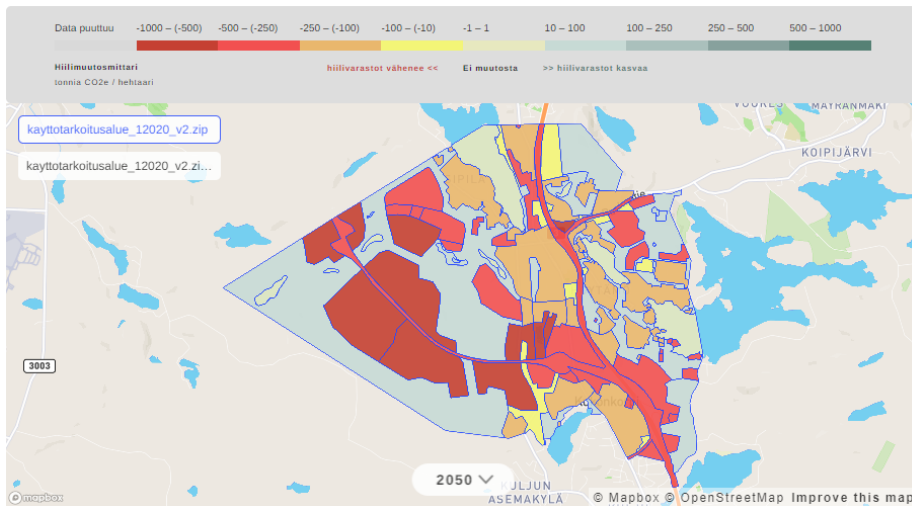 Data puuttuu
-1000 – (-500)
-500 – (-250)
-250 – (-100)
-100 – (-10)
-1 – 1
10 – 100
100 – 250
250 – 500
500 – 1000
Hiilimuutosmittari
hiilivarastot vähenee <<
Ei muutosta
>> hiilivarastot kasvaa
tonnia CO2e / hehtaari
kayttotarkoitusalue_12020_v2.zip
kayttotarkoitusalue_12020_v2.zi...
MÄYRÄNMÄKI
KOIPIJÄRVI
3003
2050
KULJUN
ASEMAKYLÄ
mapbox
© Mapbox © OpenStreetMap Improve this map